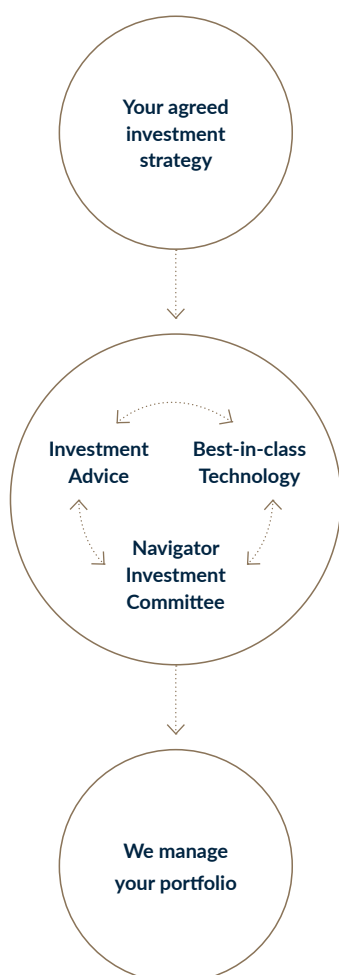 Your agreed
investment
strategy
Investment
Advice
Best-in-class
Technology
Navigator
Investment
Committee
We manage
your portfolio